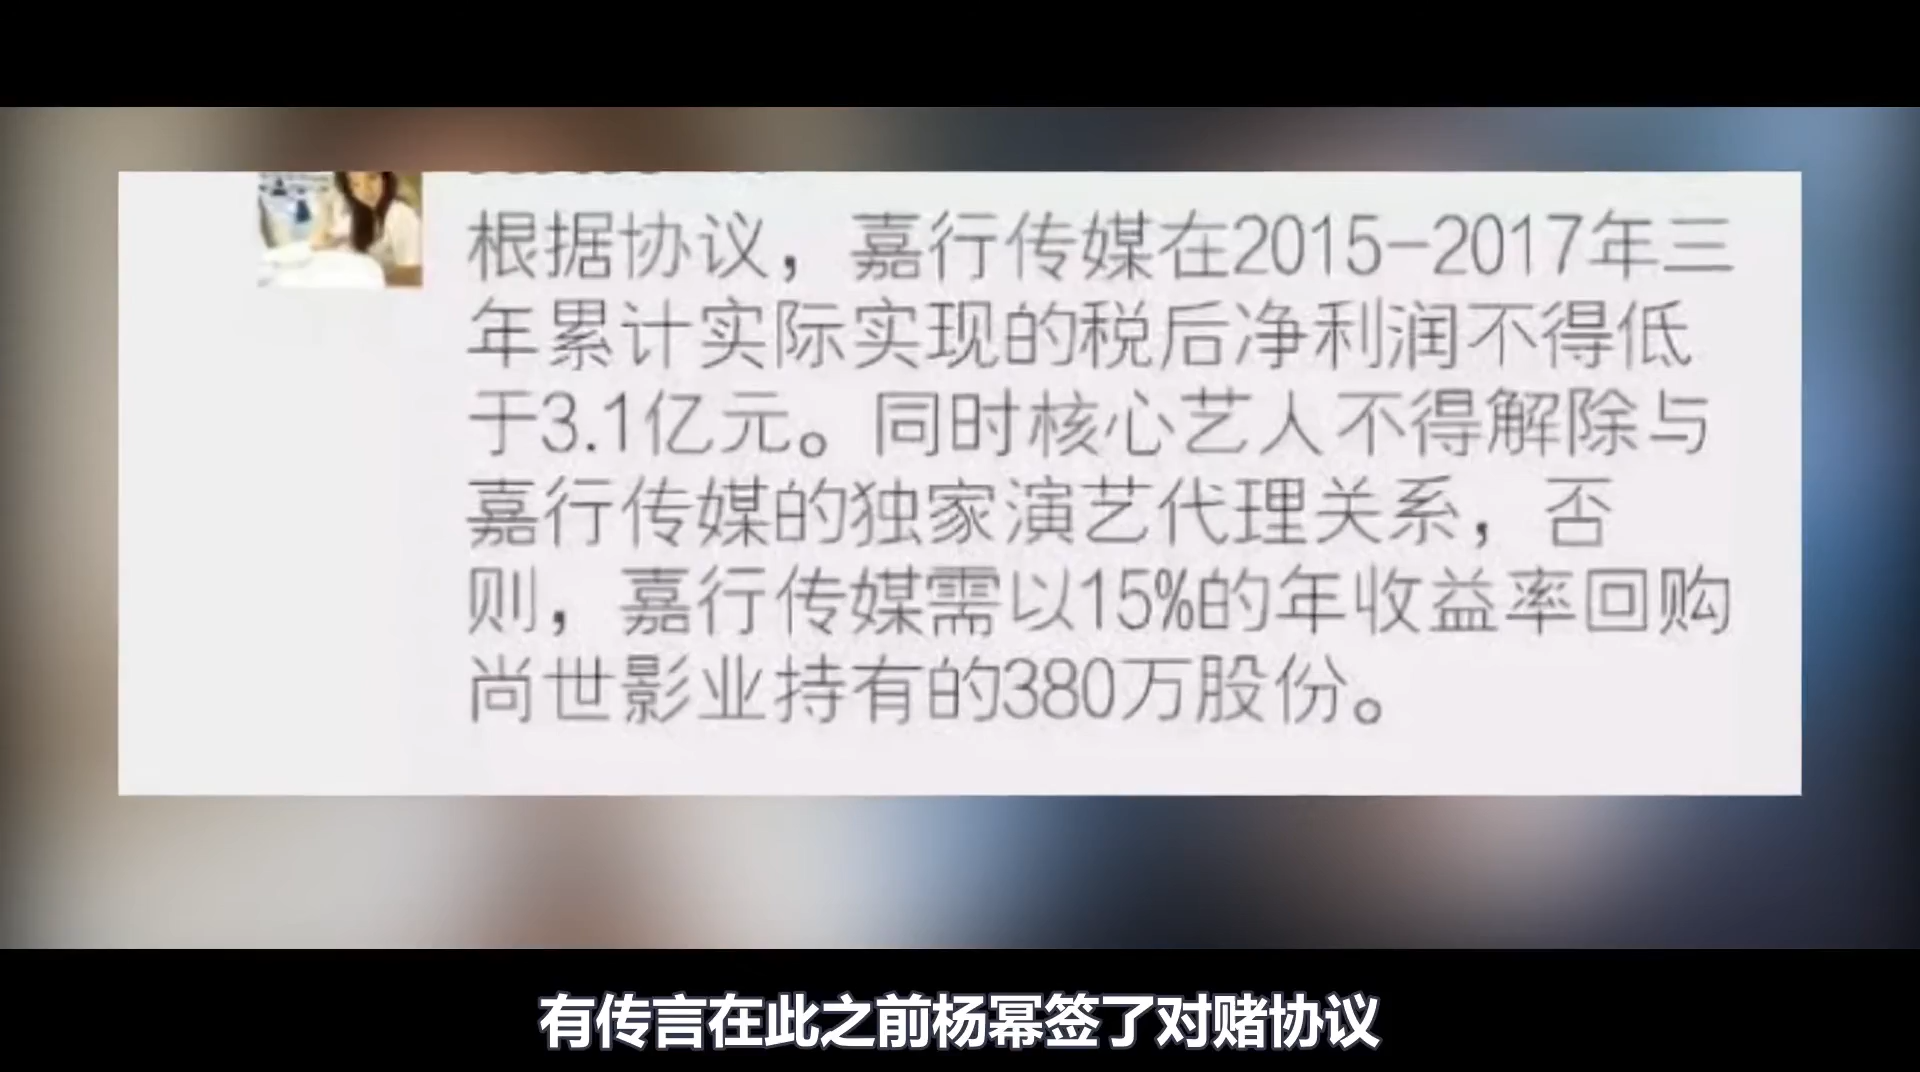 根据协议，嘉行传媒在2015-2017年三
年累计实际实现的税后净利润不得低
于3.1亿元。同时核心艺人不得解除与
嘉行传媒的独家演艺代理关系，否
则，嘉行传媒需以15%的年收益率回购
尚世影业持有的380万股份。
有传言在此之前杨幂签了对赌协议